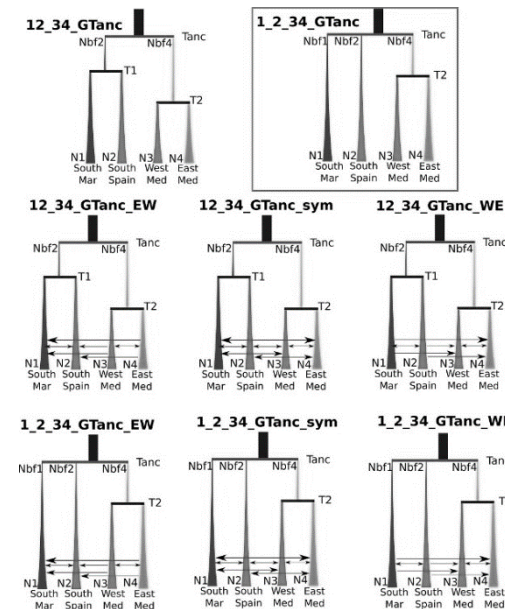 12_34_GTanc
Nbf2 Nbf4 Tanc
T1
T2
N1 N2 N3 N4
South South West East
Mar Spain Med Med
1_2_34_GTanc
Nbf1 Nbf2 Nbf4 Tanc
T2
N1 N2 N3 N4
South South West East
Mar Spain Med Med
12_34_GTanc_EW
Nbf2 Nbf4 Tanc
T1
T2
N1 N2 N3 N4
South South West East
Mar Spain Med Med
12_34_GTanc_sym
Nbf2 Nbf4 Tanc
T1
T2
N1 N2 N3 N4
South South West East
Mar Spain Med Med
12_34_GTanc_WE
Nbf2 Nbf4 Tanc
T1
T2
N1 N2 N3 N4
South South West East
Mar Spain Med Med
1_2_34_GTanc_EW
Nbf1 Nbf2 Nbf4 Tanc
T2
N1 N2 N3 N4
South South West East
Mar Spain Med Med
1_2_34_GTanc_sym
Nbf1 Nbf2 Nbf4 Tanc
T2
N1 N2 N3 N4
South South West East
Mar Spain Med Med
Nbf1 Nbf2 Nbf4
N1 N2 N3 N4
South South West East
Mar Spain Med Med